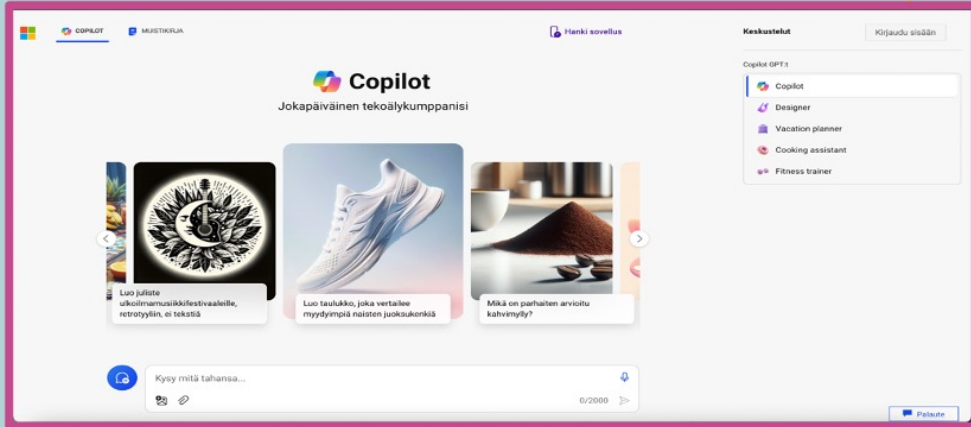 COPILOT
MUISTIKIRJA
Hanki sovellus
Keskustelut
Kirjaudu sisään
Copilot
Jokapäiväinen tekoälykumppanisi
Copilot GPT:t
Copilot
Designer
Vacation planner
Cooking assistant
Fitness trainer
Luo juliste
ulkoilmamusiikkifestivaaleille,
retrotyyliin, ei tekstiä
Luo taulukko, joka vertailee
myydyimpiä naisten juoksukenkiä
Mikä on parhaiten arvioitu
kahvimylly?
Kysy mitä tahansa...
0/2000
Palaute